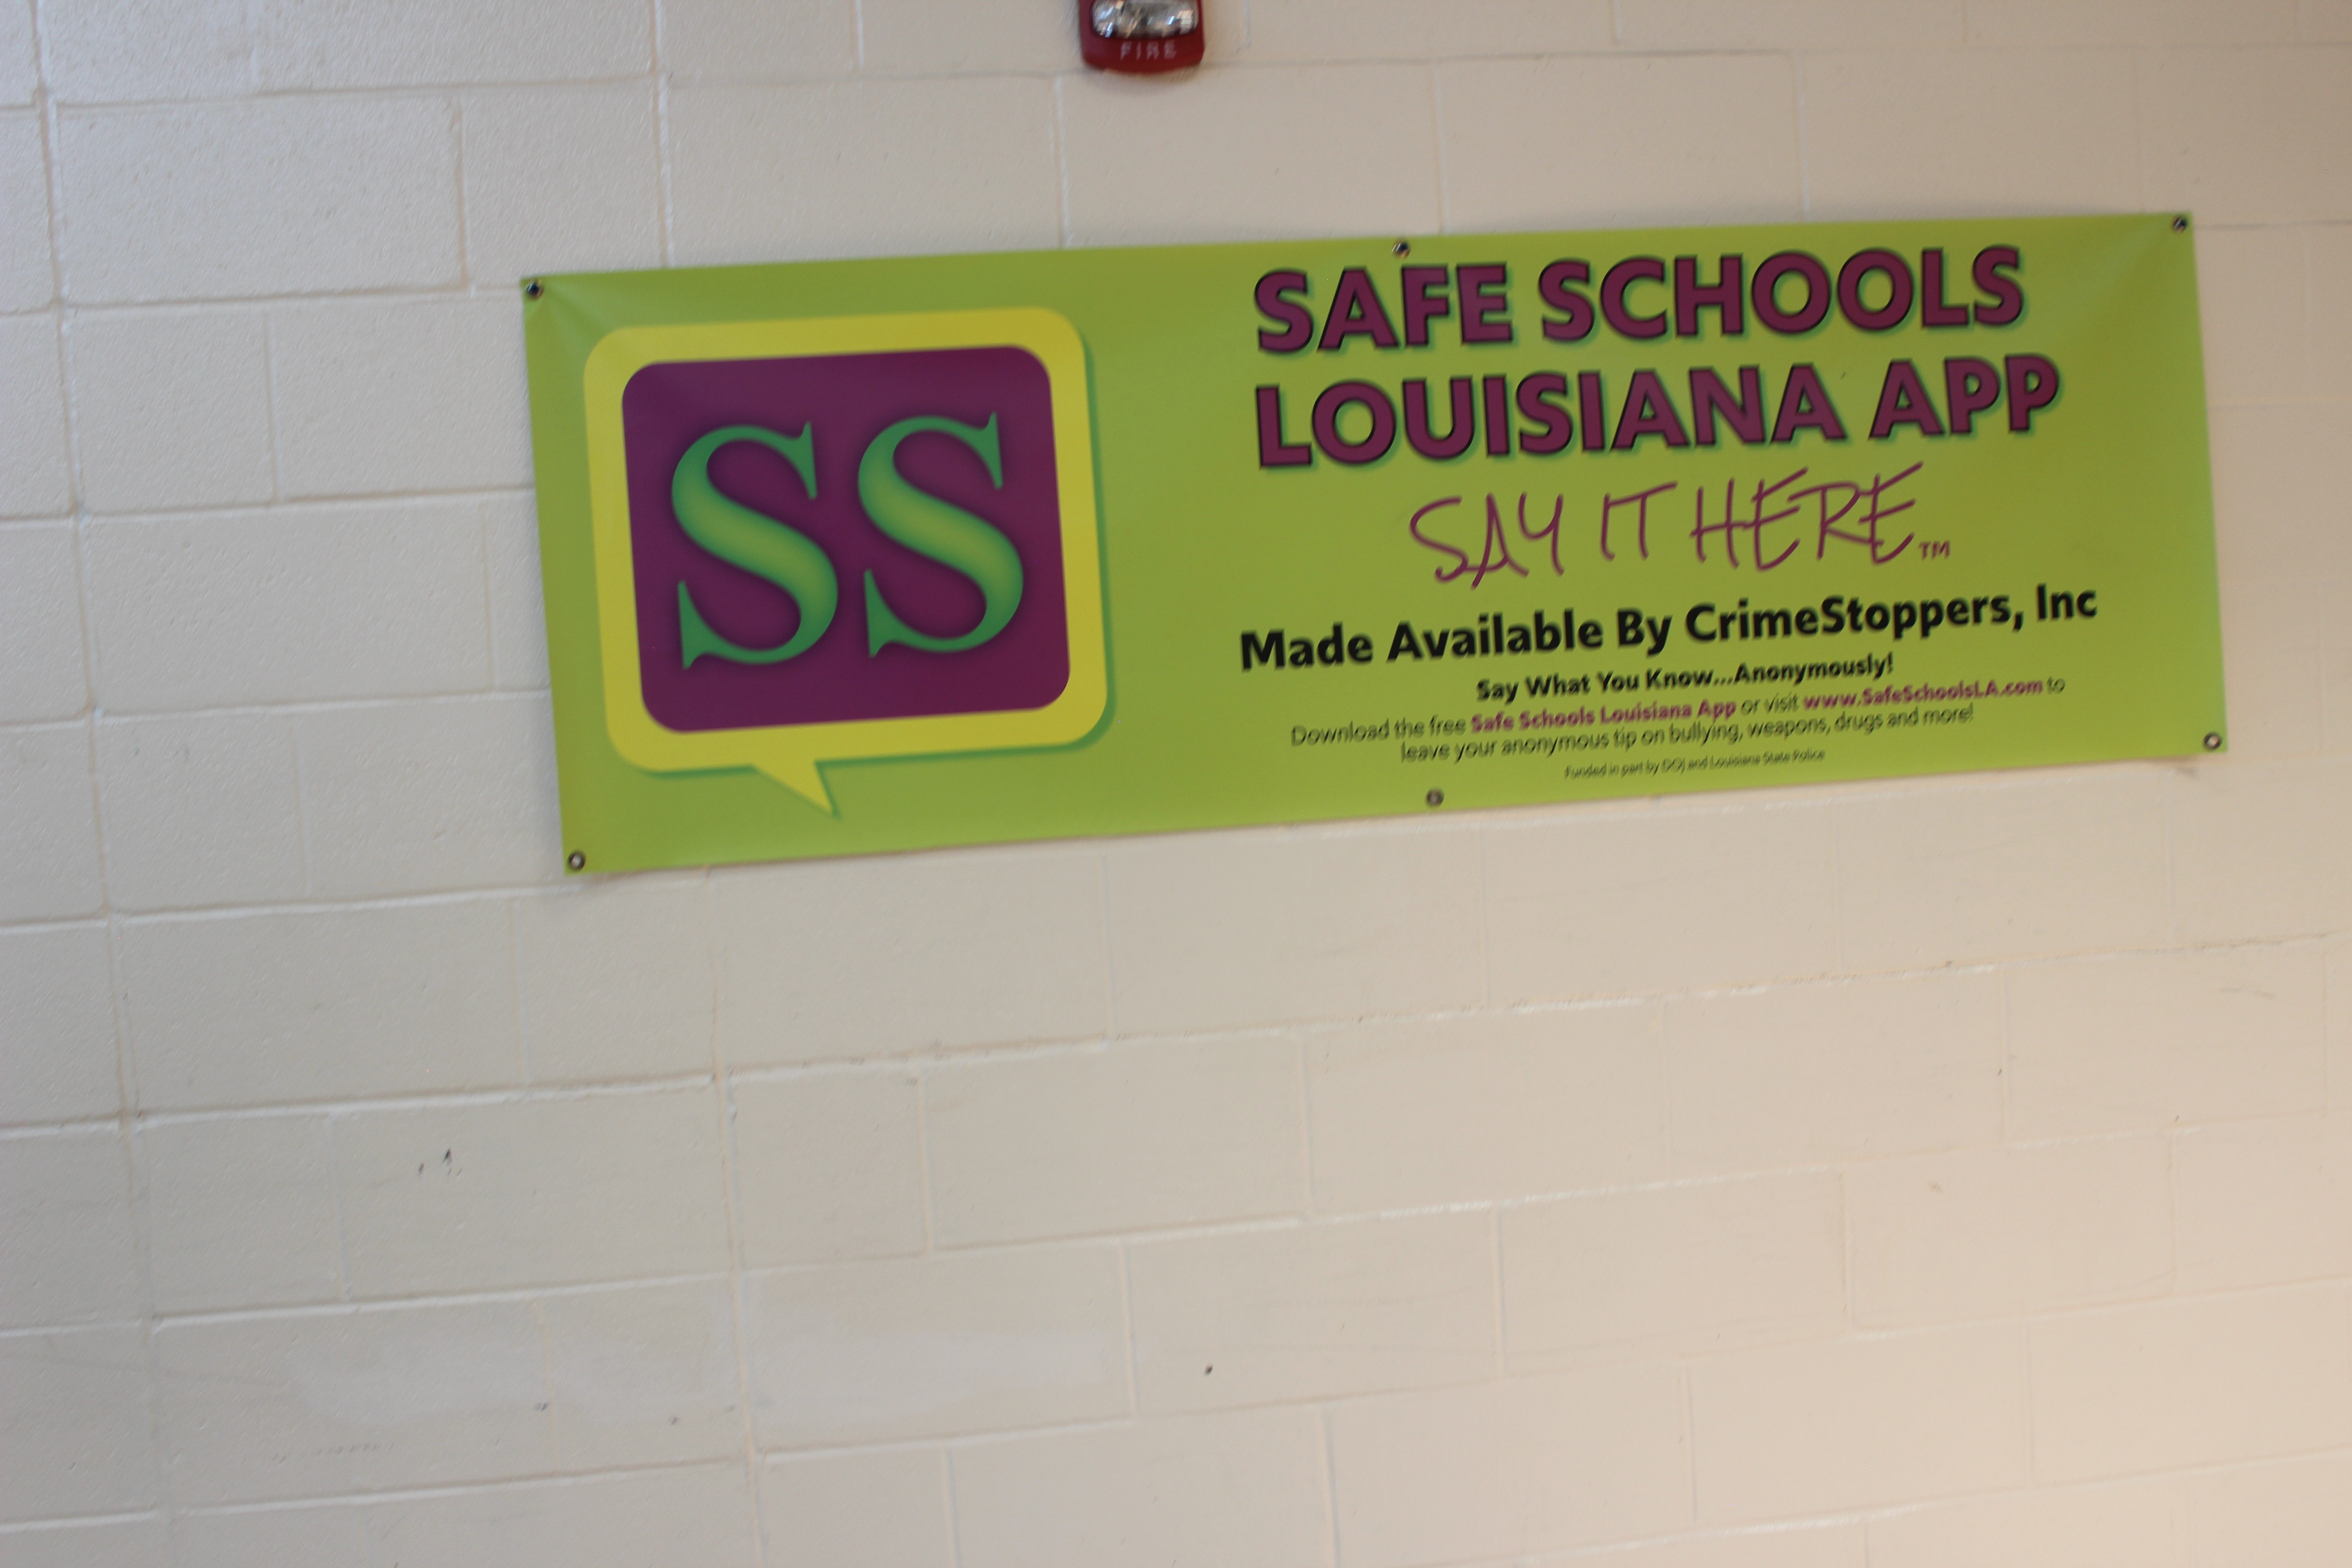 FIRE
SS
SAFE SCHOOLS
LOUISIANA APP
SAY IT HERE™
Made Available By CrimeStoppers, Inc
Say What You Know...Anonymously!
Download the free Safe Schools Louisiana App or visit www.SafeSchoolsLA.com to
leave your anonymous tip on bullying, weapons, drugs and more!
Funded in part by DOJ and Louisiana State Police